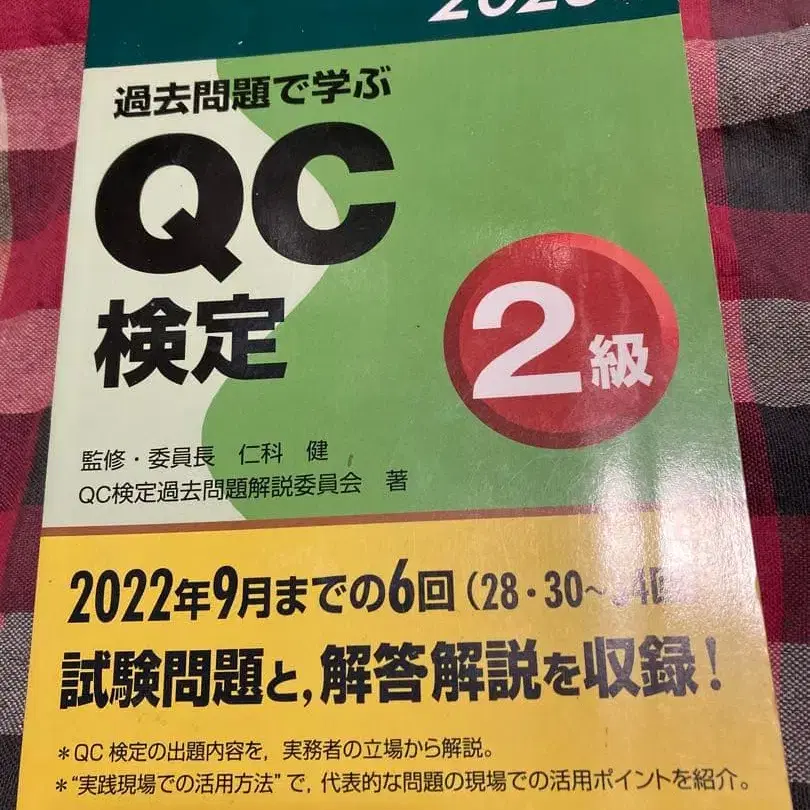 過去問題で学ぶ
QC
検定
2級
監修・委員長 仁科 健
QC検定過去問題解説委員会 著
2022年9月までの6回（28・30～34回
試験問題と，解答解説を収録！
＊QC検定の出題内容を，実務者の立場から解説。
＊“実践現場での活用方法”で，代表的な問題の現場での活用ポイントを紹介。